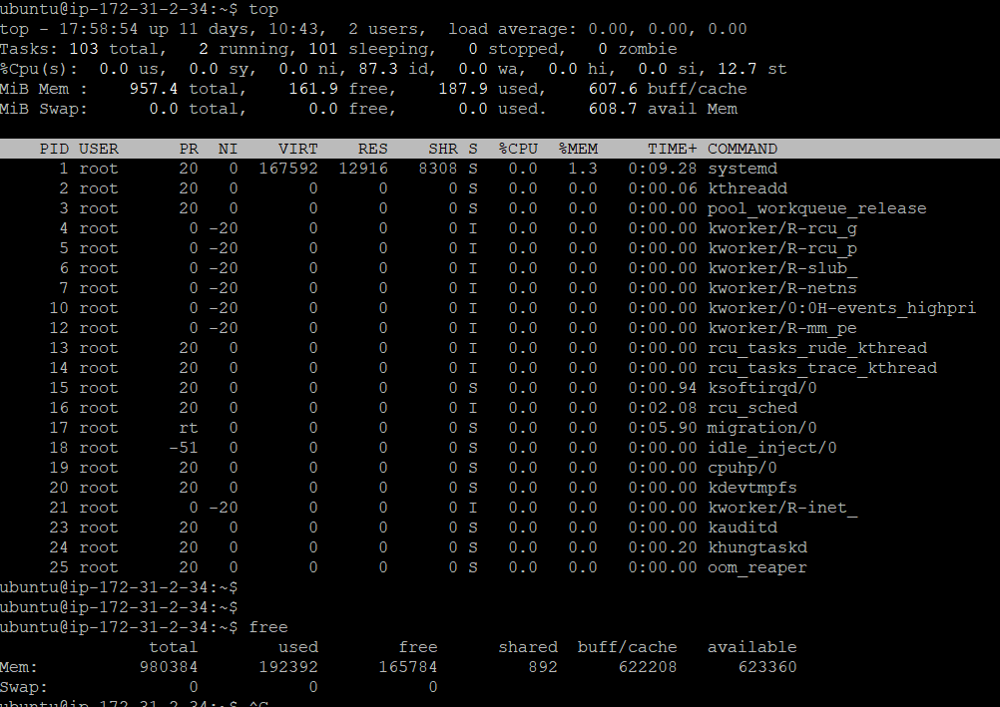 ubuntu@ip-172-31-2-34:~$ top
top - 17:58:54 up 11 days, 10:43,  2 users,  load average: 0.00, 0.00, 0.00
Tasks: 103 total,   2 running, 101 sleeping,   0 stopped,   0 zombie
%Cpu(s):  0.0 us,  0.0 sy,  0.0 ni, 87.3 id,  0.0 wa,  0.0 hi,  0.0 si, 12.7 st
MiB Mem :    957.4 total,    161.9 free,    187.9 used,    607.6 buff/cache
MiB Swap:      0.0 total,      0.0 free,      0.0 used.    608.7 avail Mem
PID USER      PR  NI    VIRT    RES    SHR S  %CPU  %MEM     TIME+ COMMAND
1 root      20   0  167592  12916   8308 S   0.0   1.3   0:09.28 systemd
2 root      20   0       0      0      0 S   0.0   0.0   0:00.06 kthreadd
3 root      20   0       0      0      0 S   0.0   0.0   0:00.00 pool_workqueue_release
4 root       0 -20       0      0      0 I   0.0   0.0   0:00.00 kworker/R-rcu_g
5 root       0 -20       0      0      0 I   0.0   0.0   0:00.00 kworker/R-rcu_p
6 root       0 -20       0      0      0 I   0.0   0.0   0:00.00 kworker/R-slub_
7 root       0 -20       0      0      0 I   0.0   0.0   0:00.00 kworker/R-netns
10 root       0 -20       0      0      0 I   0.0   0.0   0:00.00 kworker/0:0H-events_highpri
12 root       0 -20       0      0      0 I   0.0   0.0   0:00.00 kworker/R-mm_pe
13 root      20   0       0      0      0 I   0.0   0.0   0:00.00 rcu_tasks_rude_kthread
14 root      20   0       0      0      0 I   0.0   0.0   0:00.00 rcu_tasks_trace_kthread
15 root      20   0       0      0      0 S   0.0   0.0   0:00.94 ksoftirqd/0
16 root      20   0       0      0      0 I   0.0   0.0   0:02.08 rcu_sched
17 root      rt   0       0      0      0 S   0.0   0.0   0:05.90 migration/0
18 root     -51   0       0      0      0 S   0.0   0.0   0:00.00 idle_inject/0
19 root      20   0       0      0      0 S   0.0   0.0   0:00.00 cpuhp/0
20 root      20   0       0      0      0 S   0.0   0.0   0:00.00 kdevtmpfs
21 root       0 -20       0      0      0 I   0.0   0.0   0:00.00 kworker/R-inet_
23 root      20   0       0      0      0 S   0.0   0.0   0:00.00 kauditd
24 root      20   0       0      0      0 S   0.0   0.0   0:00.20 khungtaskd
25 root      20   0       0      0      0 S   0.0   0.0   0:00.00 oom_reaper
ubuntu@ip-172-31-2-34:~$
ubuntu@ip-172-31-2-34:~$
ubuntu@ip-172-31-2-34:~$ free
total        used        free      shared  buff/cache   available
Mem:          980384      192392      165784         892      622208      623360
Swap:              0           0           0
ubuntu@ip-172-31-2-34:~$ ^C